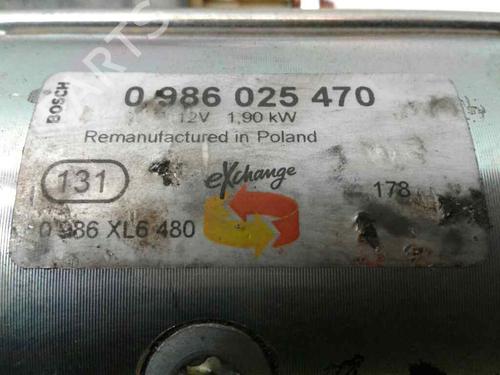 BOSCH
0 986 025 470
12V 1,90 kW
Remanufactured in Poland
131
eXchange
178
0 986 XL6 480
PARTS